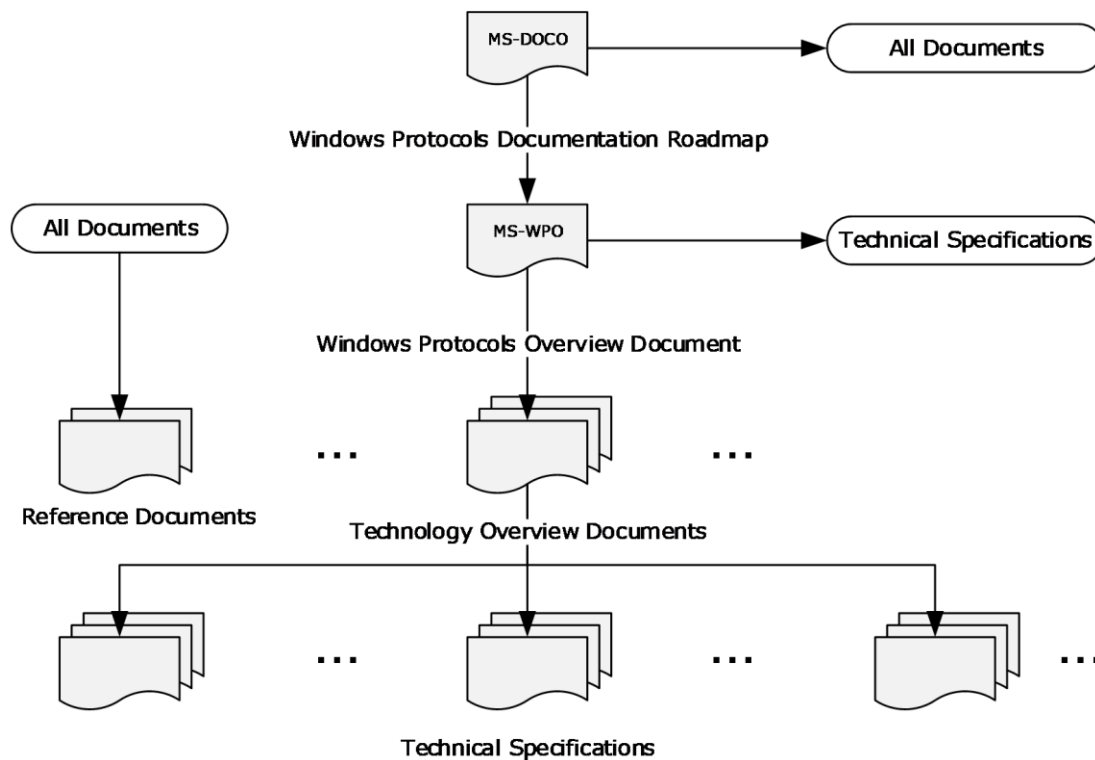 MS-DOCO
All Documents
Windows Protocols Documentation Roadmap
All Documents
MS-WPO
Technical Specifications
Windows Protocols Overview Document
...
...
Reference Documents
Technology Overview Documents
...
...
...
Technical Specifications